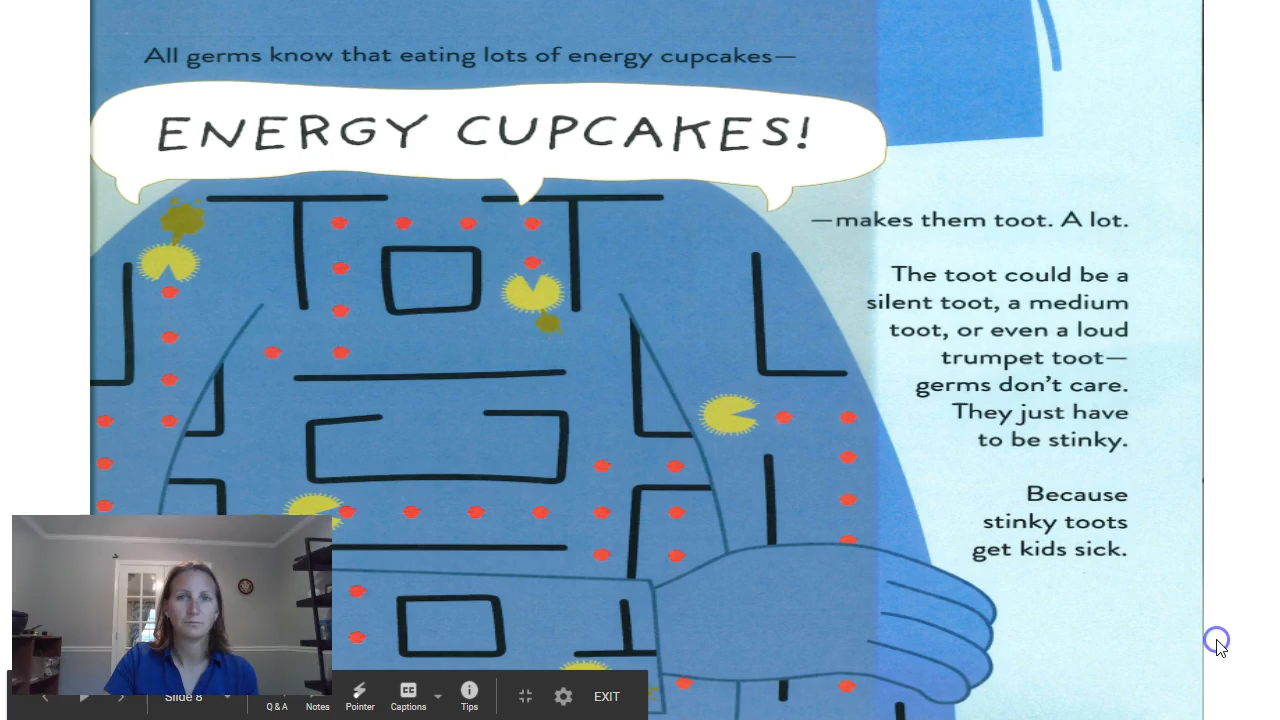 All germs know that eating lots of energy cupcakes—
ENERGY CUPCAKES!
—makes them toot. A lot.
The toot could be a
silent toot, a medium
toot, or even a loud
trumpet toot—
germs don't care.
They just have
to be stinky.
Because
stinky toots
get kids sick.
Slide 8
Q & A
Notes
Pointer
Captions
Tips
EXIT